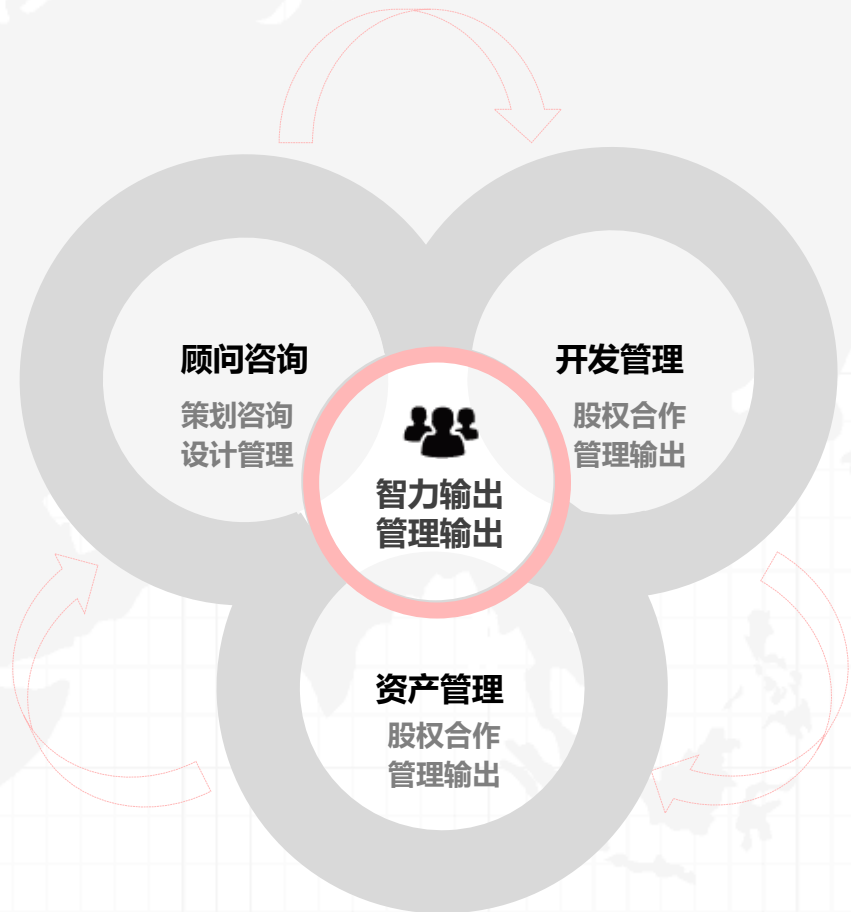 顾问咨询
策划咨询
设计管理
开发管理
股权合作
管理输出
智力输出
管理输出
资产管理
股权合作
管理输出